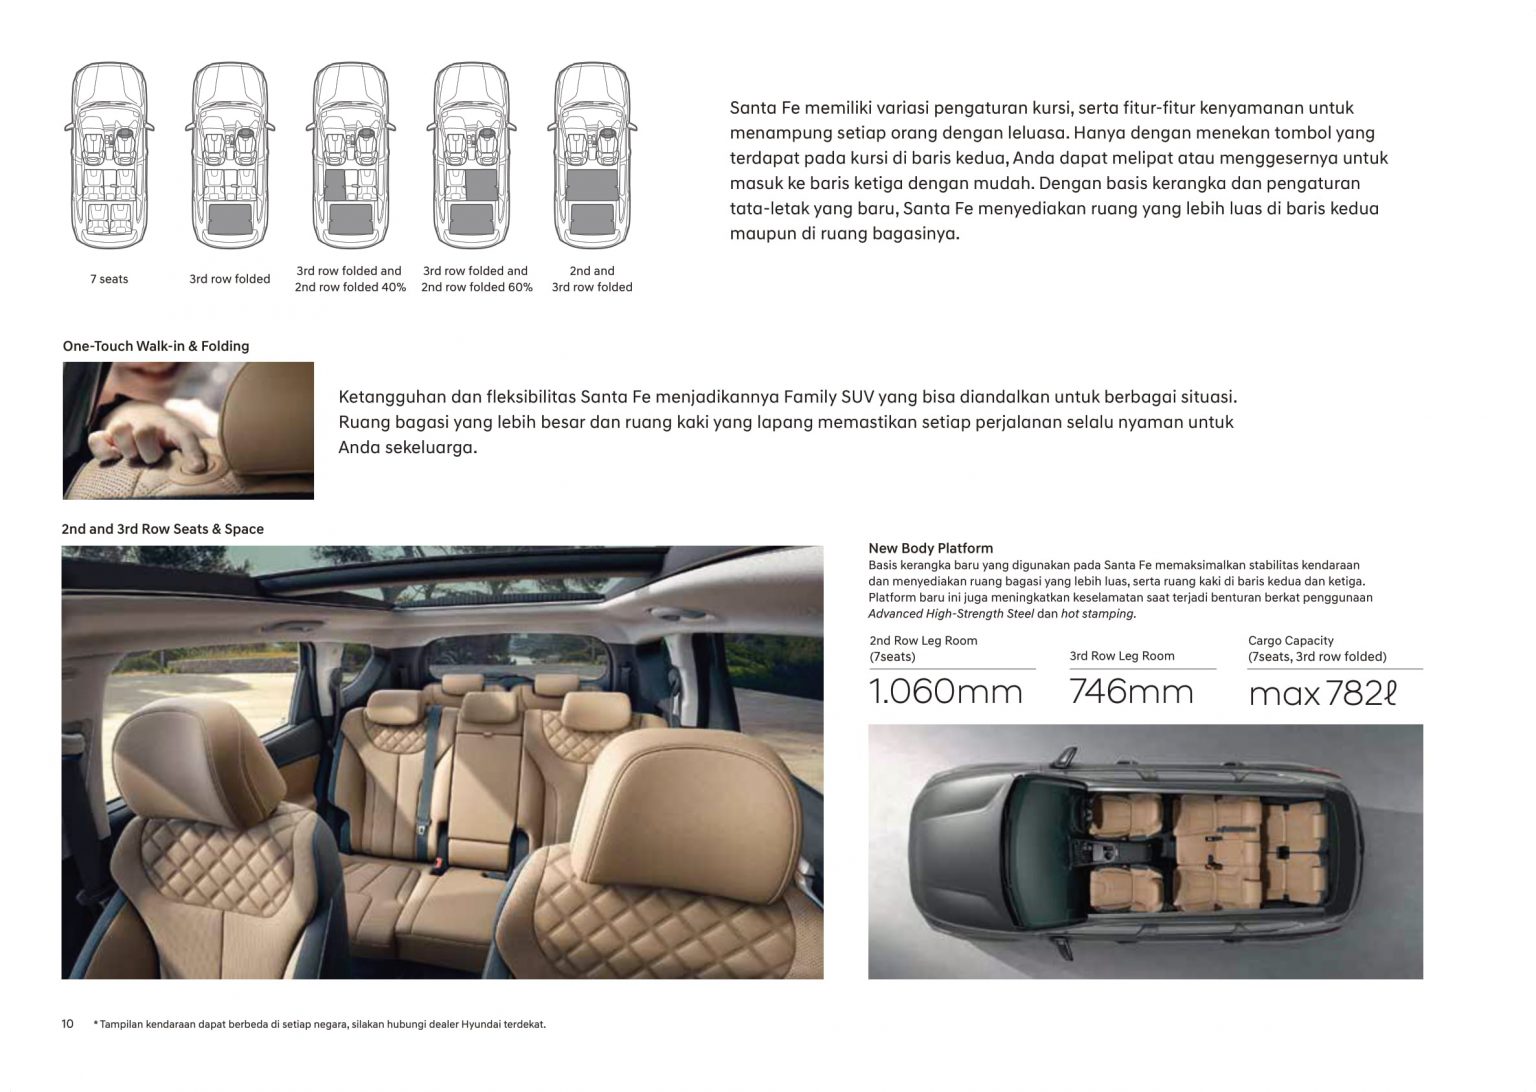 7 seats
3rd row folded
3rd row folded and
2nd row folded 40%
3rd row folded and
2nd row folded 60%
2nd and
3rd row folded
Santa Fe memiliki variasi pengaturan kursi, serta fitur-fitur kenyamanan untuk
menampung setiap orang dengan leluasa. Hanya dengan menekan tombol yang
terdapat pada kursi di baris kedua, Anda dapat melipat atau menggesernya untuk
masuk ke baris ketiga dengan mudah. Dengan basis kerangka dan pengaturan
tata-letak yang baru, Santa Fe menyediakan ruang yang lebih luas di baris kedua
maupun di ruang bagasinya.
One-Touch Walk-in & Folding
Ketangguhan dan fleksibilitas Santa Fe menjadikannya Family SUV yang bisa diandalkan untuk berbagai situasi.
Ruang bagasi yang lebih besar dan ruang kaki yang lapang memastikan setiap perjalanan selalu nyaman untuk
Anda sekeluarga.
2nd and 3rd Row Seats & Space
New Body Platform
Basis kerangka baru yang digunakan pada Santa Fe memaksimalkan stabilitas kendaraan
dan menyediakan ruang bagasi yang lebih luas, serta ruang kaki di baris kedua dan ketiga.
Platform baru ini juga meningkatkan keselamatan saat terjadi benturan berkat penggunaan
Advanced High-Strength Steel dan hot stamping.
2nd Row Leg Room
(7seats)
1.060mm
3rd Row Leg Room
746mm
Cargo Capacity
(7seats, 3rd row folded)
max 782ℓ
10
* Tampilan kendaraan dapat berbeda di setiap negara, silakan hubungi dealer Hyundai terdekat.